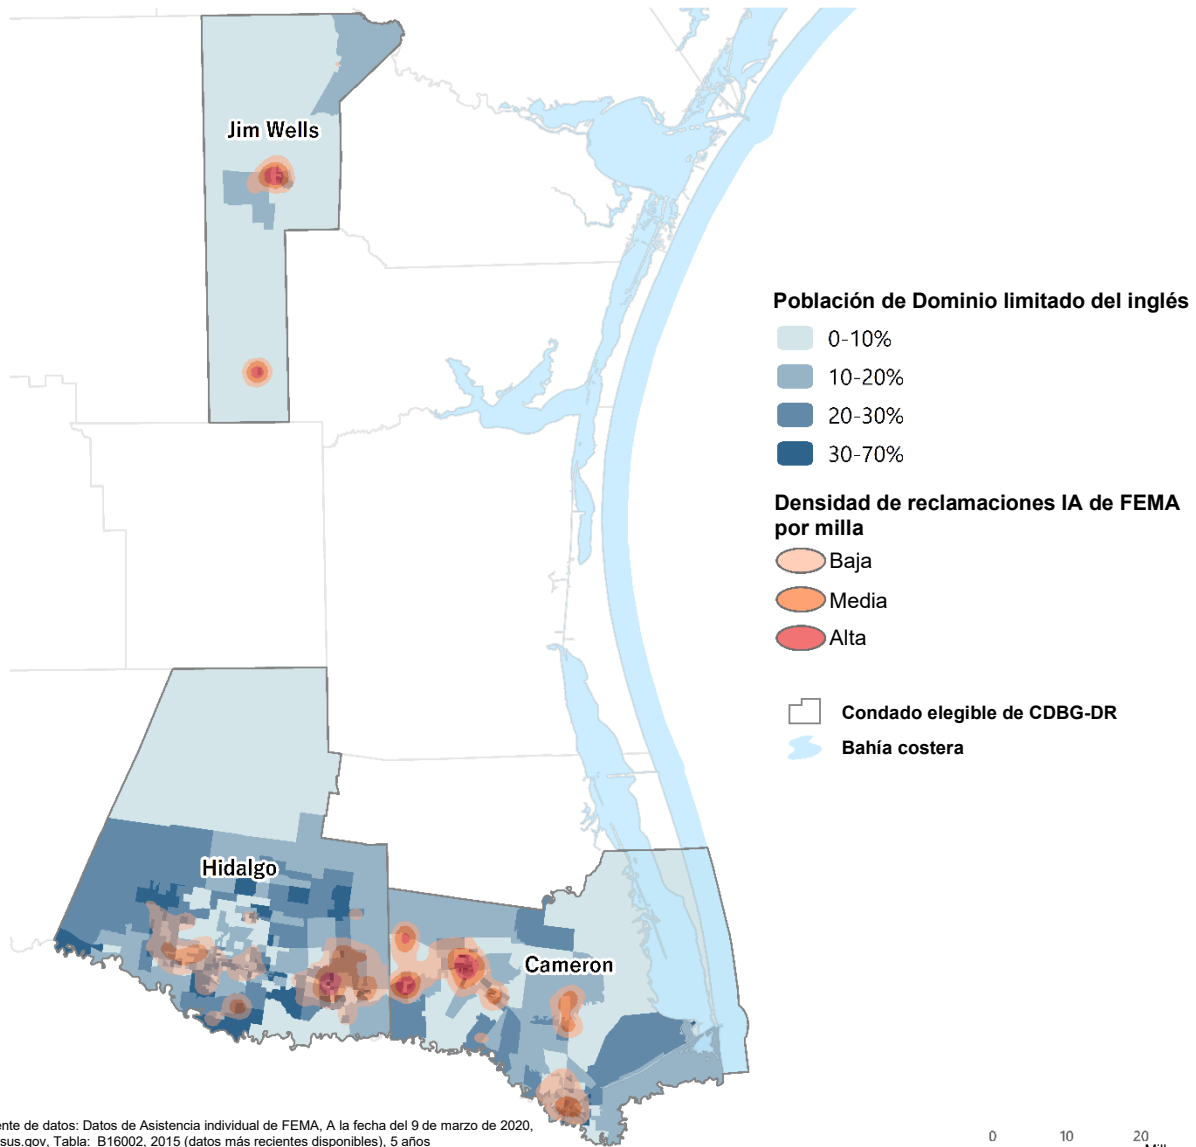 Jim Wells
Población de Dominio limitado del inglés
0-10%
10-20%
20-30%
30-70%
Densidad de reclamaciones IA de FEMA
por milla
Baja
Media
Alta
Condado elegible de CDBG-DR
Bahía costera
Hidalgo
Cameron
de datos: Datos de Asistencia individual de FEMA, A la fecha del 9 de marzo de 2020,
Tabla: B16002, 2015 (datos más recientes disponibles), 5 años
0 10 20